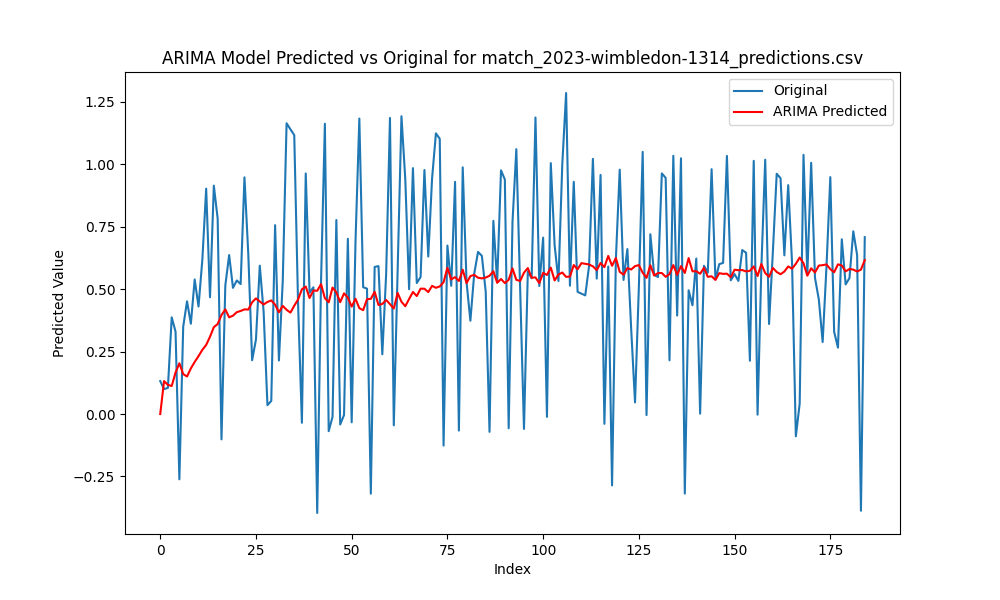 ARIMA Model Predicted vs Original for match_2023-wimbledon-1314_predictions.csv
Original
ARIMA Predicted
Predicted Value
1.25
1.00
0.75
0.50
0.25
0.00
−0.25
0 25 50 75 100 125 150 175
Index